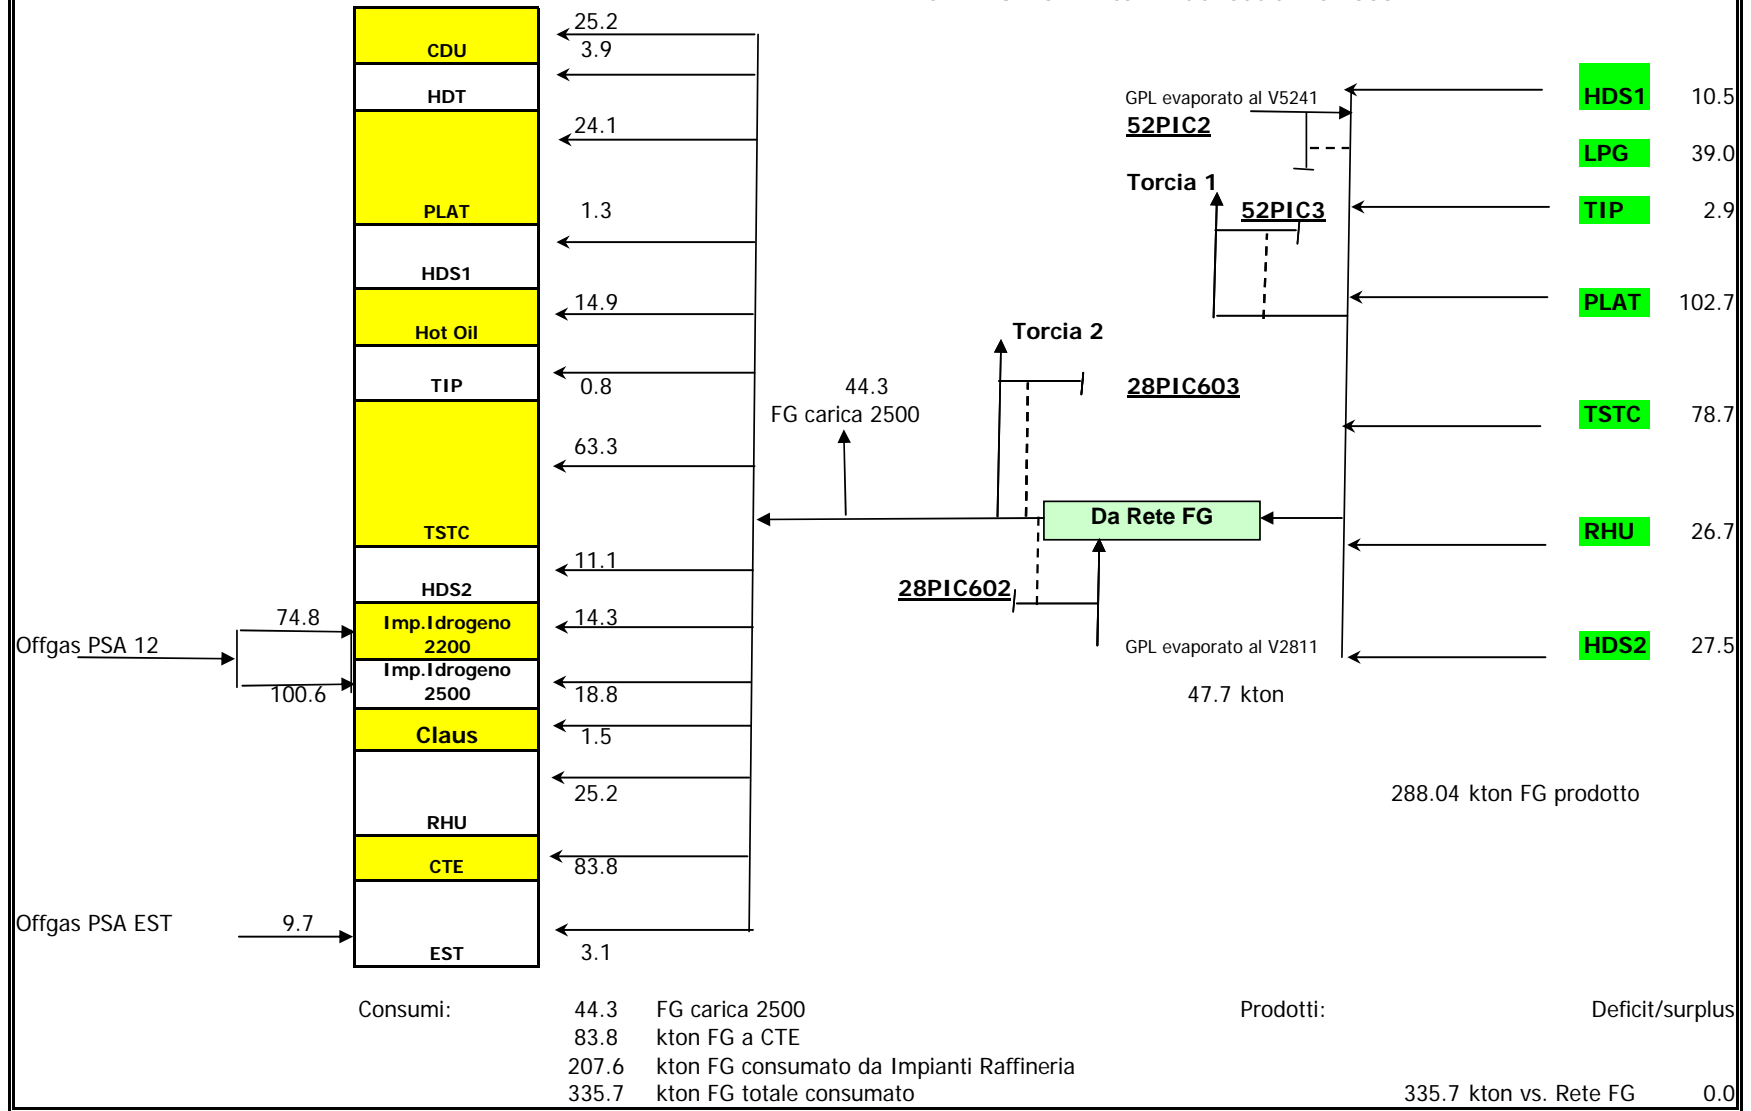 25.2
CDU
3.9
HDT
24.1
PLAT
1.3
HDS1
14.9
Hot Oil
TIP
0.8
63.3
TSTC
11.1
HDS2
Imp.Idrogeno
2200
14.3
Imp.Idrogeno
2500
18.8
Claus
1.5
25.2
RHU
CTE
83.8
EST
3.1
Offgas PSA 12
74.8
100.6
Offgas PSA EST
9.7
44.3
FG carica 2500
Torcia 2
28PIC603
Da Rete FG
28PIC602
GPL evaporato al V2811
47.7 kton
GPL evaporato al V5241
52PIC2
Torcia 1
52PIC3
HDS1 10.5
LPG 39.0
TIP 2.9
PLAT 102.7
TSTC 78.7
RHU 26.7
HDS2 27.5
288.04 kton FG prodotto
Consumi: 44.3 FG carica 2500 Prodotti: Deficit/surplus
83.8 kton FG a CTE
207.6 kton FG consumato da Impianti Raffineria
335.7 kton FG totale consumato 335.7 kton vs. Rete FG 0.0